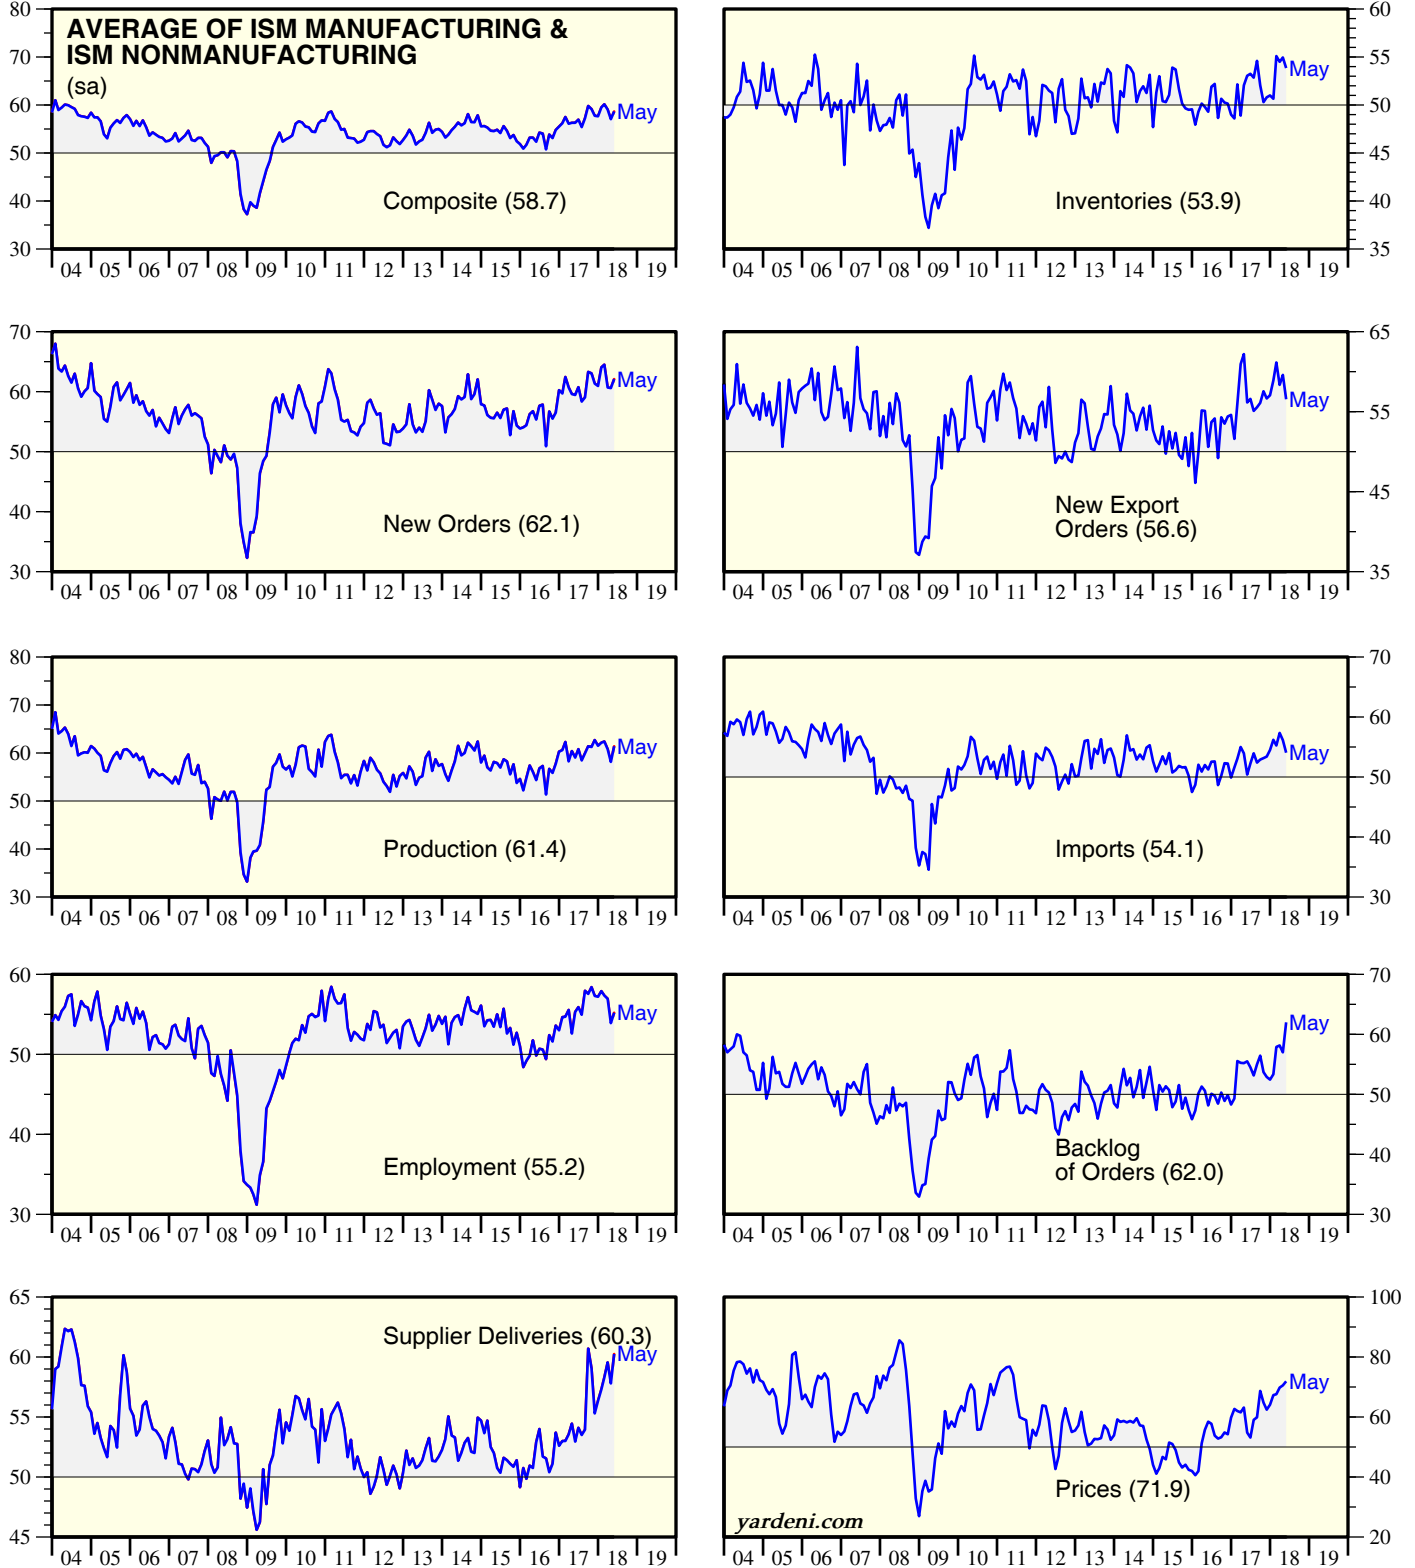 AVERAGE OF ISM MANUFACTURING &
ISM NONMANUFACTURING
(sa)
80
70
60
50
40
30
May
Composite (58.7)
04 05 06 07 08 09 10 11 12 13 14 15 16 17 18 19
60
55
50
45
40
35
May
Inventories (53.9)
04 05 06 07 08 09 10 11 12 13 14 15 16 17 18 19
70
60
50
40
30
May
New Orders (62.1)
04 05 06 07 08 09 10 11 12 13 14 15 16 17 18 19
65
55
45
35
May
New Export
Orders (56.6)
04 05 06 07 08 09 10 11 12 13 14 15 16 17 18 19
80
70
60
50
40
30
May
Production (61.4)
04 05 06 07 08 09 10 11 12 13 14 15 16 17 18 19
70
60
50
40
30
May
Imports (54.1)
04 05 06 07 08 09 10 11 12 13 14 15 16 17 18 19
60
50
40
30
May
Employment (55.2)
04 05 06 07 08 09 10 11 12 13 14 15 16 17 18 19
70
60
50
40
30
May
Backlog
of Orders (62.0)
04 05 06 07 08 09 10 11 12 13 14 15 16 17 18 19
65
60
55
50
45
Supplier Deliveries (60.3)
May
04 05 06 07 08 09 10 11 12 13 14 15 16 17 18 19
100
80
60
40
20
May
Prices (71.9)
yardeni.com
04 05 06 07 08 09 10 11 12 13 14 15 16 17 18 19